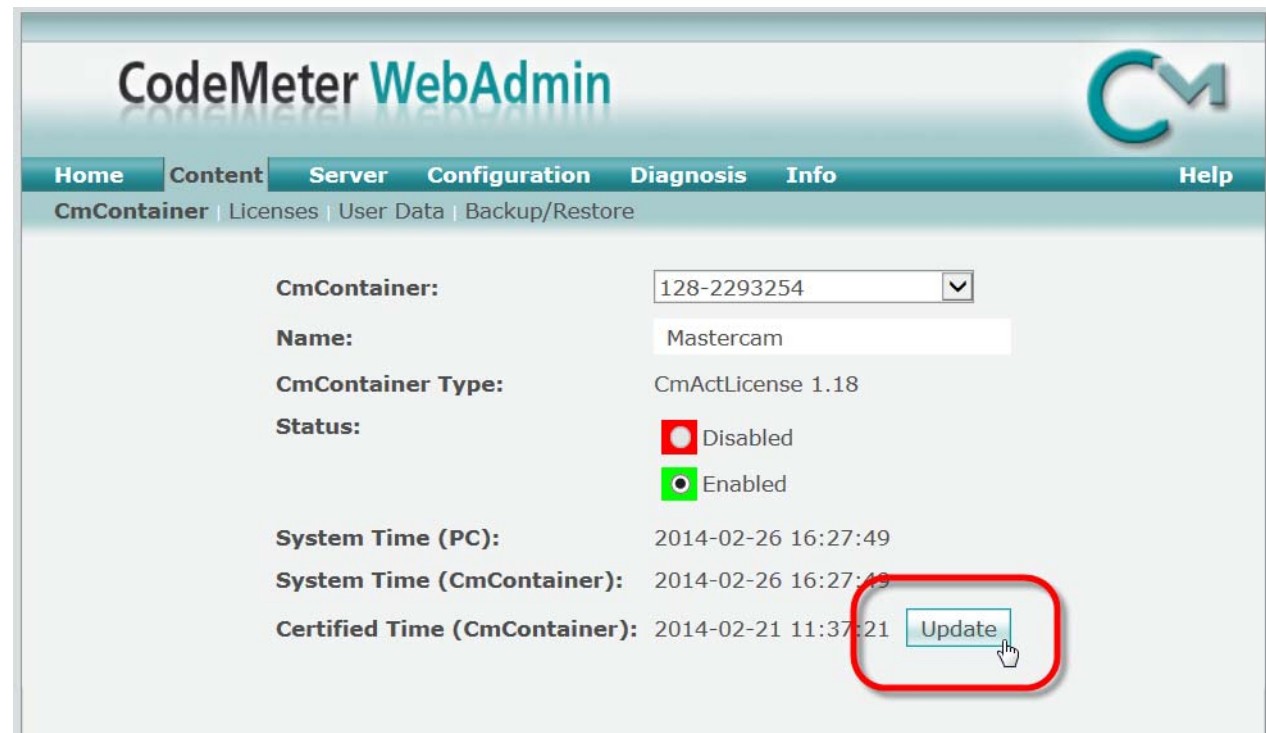 CodeMeter WebAdmin
CM
Home Content Server Configuration Diagnosis Info Help
CmContainer | Licenses | User Data | Backup/Restore
CmContainer: 128-2293254
Name: Mastercam
CmContainer Type: CmActLicense 1.18
Status: Disabled
Enabled
System Time (PC): 2014-02-26 16:27:49
System Time (CmContainer): 2014-02-26 16:27:49
Certified Time (CmContainer): 2014-02-21 11:37:21 Update